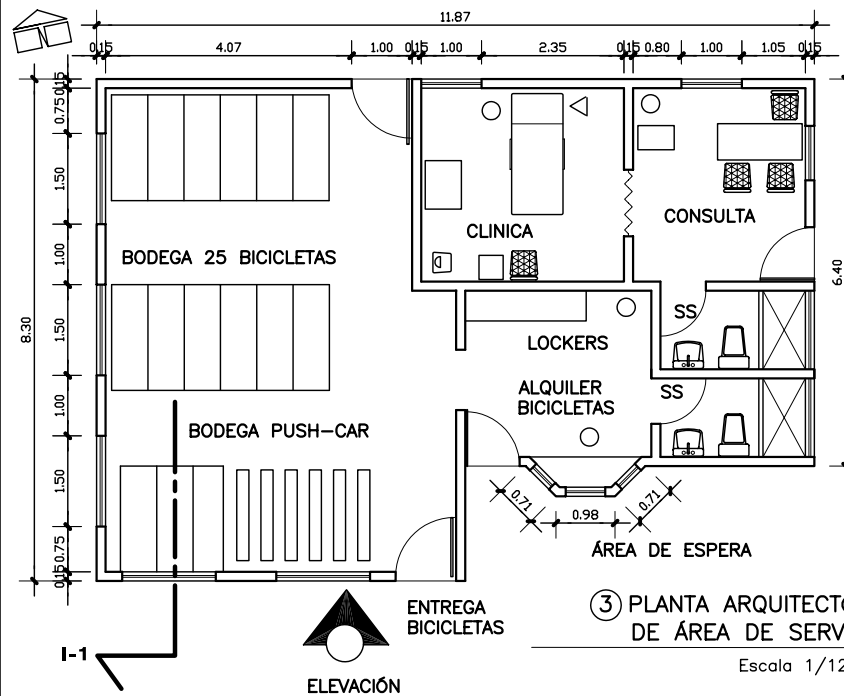 11.87
0.15
4.07
1.00
0.15
1.00
2.35
0.15
0.80
1.00
1.05
0.15
0.15
0.75
1.50
1.00
1.50
1.00
1.50
0.75
0.15
8.30
6.40
CLINICA
CONSULTA
BODEGA 25 BICICLETAS
SS
LOCKERS
ALQUILER
BICICLETAS
SS
BODEGA PUSH-CAR
0.71
0.98
0.71
ÁREA DE ESPERA
ENTREGA
BICICLETAS
I-1
ELEVACIÓN
3 PLANTA ARQUITECTO
DE ÁREA DE SERV
Escala 1/12